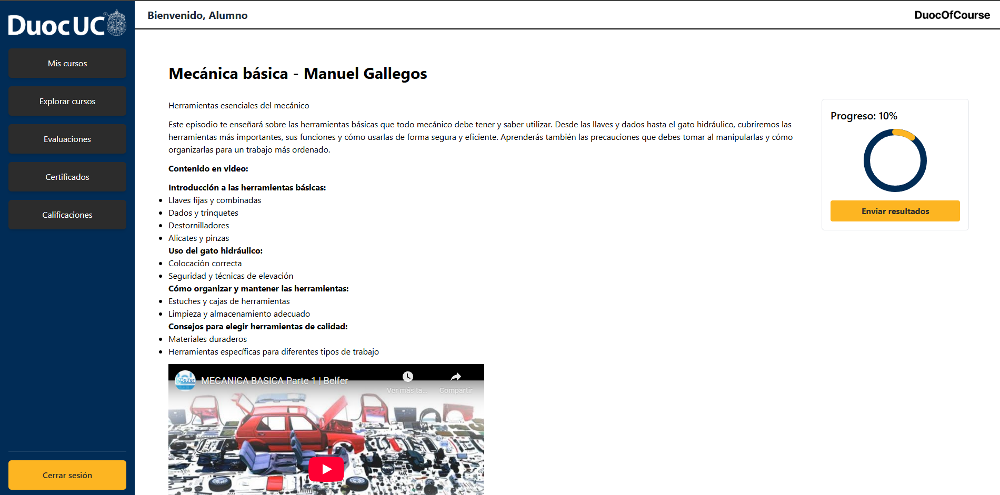 DuocUC®
Mis cursos
Explorar cursos
Evaluaciones
Certificados
Calificaciones
Cerrar sesión
Bienvenido, Alumno
DuocOfCourse
Mecánica básica - Manuel Gallegos
Herramientas esenciales del mecánico
Este episodio te enseñará sobre las herramientas básicas que todo mecánico debe tener y saber utilizar. Desde las llaves y dados hasta el gato hidráulico, cubriremos las
herramientas más importantes, sus funciones y cómo usarlas de forma segura y eficiente. Aprenderás también las precauciones que debes tomar al manipularlas y cómo
organizarlas para un trabajo más ordenado.
Contenido en video:
Introducción a las herramientas básicas:
• Llaves fijas y combinadas
• Dados y trinquetes
• Destornilladores
• Alicates y pinzas
Uso del gato hidráulico:
• Colocación correcta
• Seguridad y técnicas de elevación
Cómo organizar y mantener las herramientas:
• Estuches y cajas de herramientas
• Limpieza y almacenamiento adecuado
Consejos para elegir herramientas de calidad:
• Materiales duraderos
• Herramientas específicas para diferentes tipos de trabajo
Belfer
MECANICA BASICA Parte 1 | Belfer
Ver más ta...
Compartir
Progreso: 10%
Enviar resultados